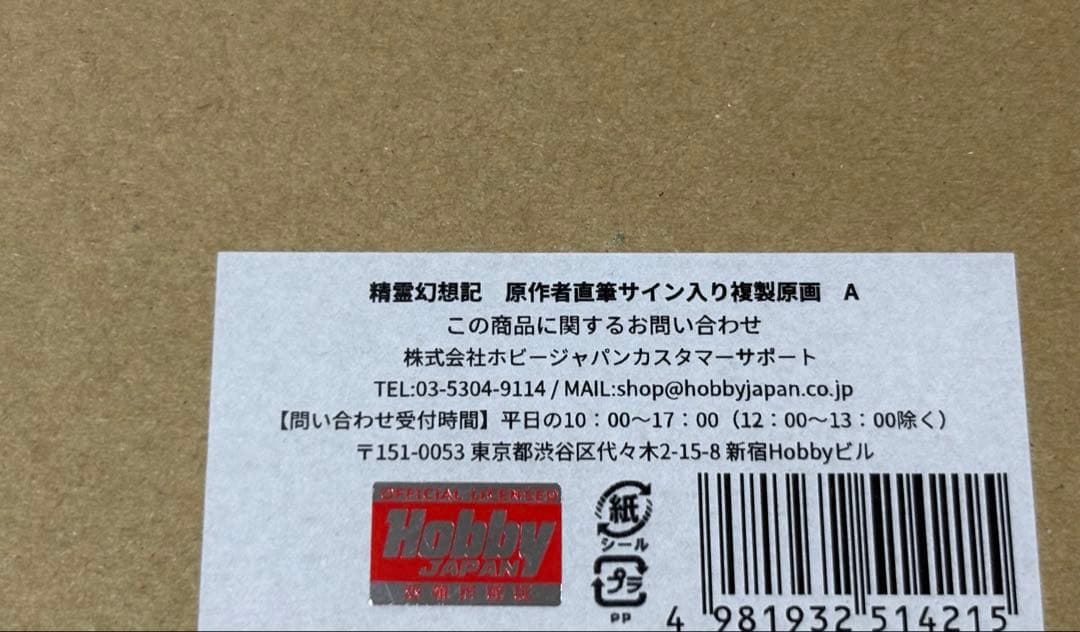 精霊幻想記　原作者直筆サイン入り複製原画　A
この商品に関するお問い合わせ
株式会社ホビージャパンカスタマーサポート
TEL:03-5304-9114 / MAIL:shop@hobbyjapan.co.jp
【問い合わせ受付時間】平日の10：00〜17：00（12：00〜13：00除く）
〒151-0053 東京都渋谷区代々木2-15-8 新宿Hobbyビル
OFFICIAL LICENSED
Hobby
JAPAN
紙
シール
プラ
PP
4 981932 514215